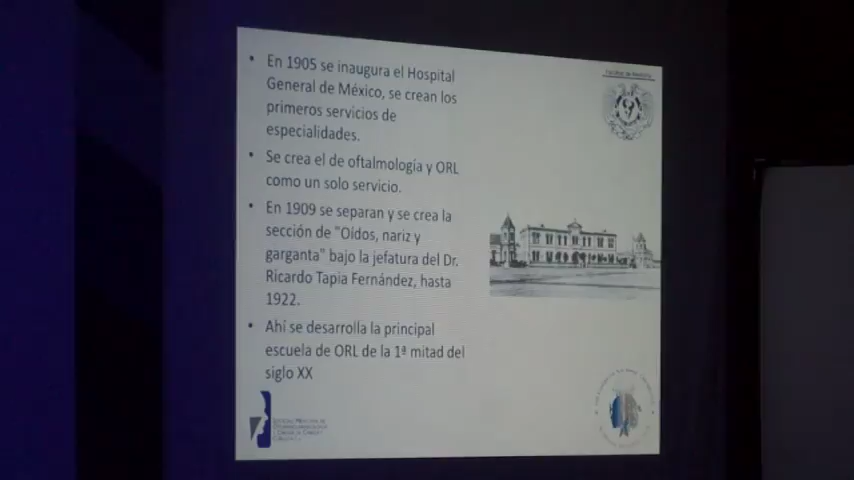 • En 1905 se inaugura el Hospital
General de México, se crean los
primeros servicios de
especialidades.
• Se crea el de oftalmología y ORL
como un solo servicio.
• En 1909 se separan y se crea la
sección de "Oídos, nariz y
garganta" bajo la jefatura del Dr.
Ricardo Tapia Fernández, hasta
1922.
• Ahí se desarrolla la principal
escuela de ORL de la 1ª mitad del
siglo XX
Facultad de Medicina